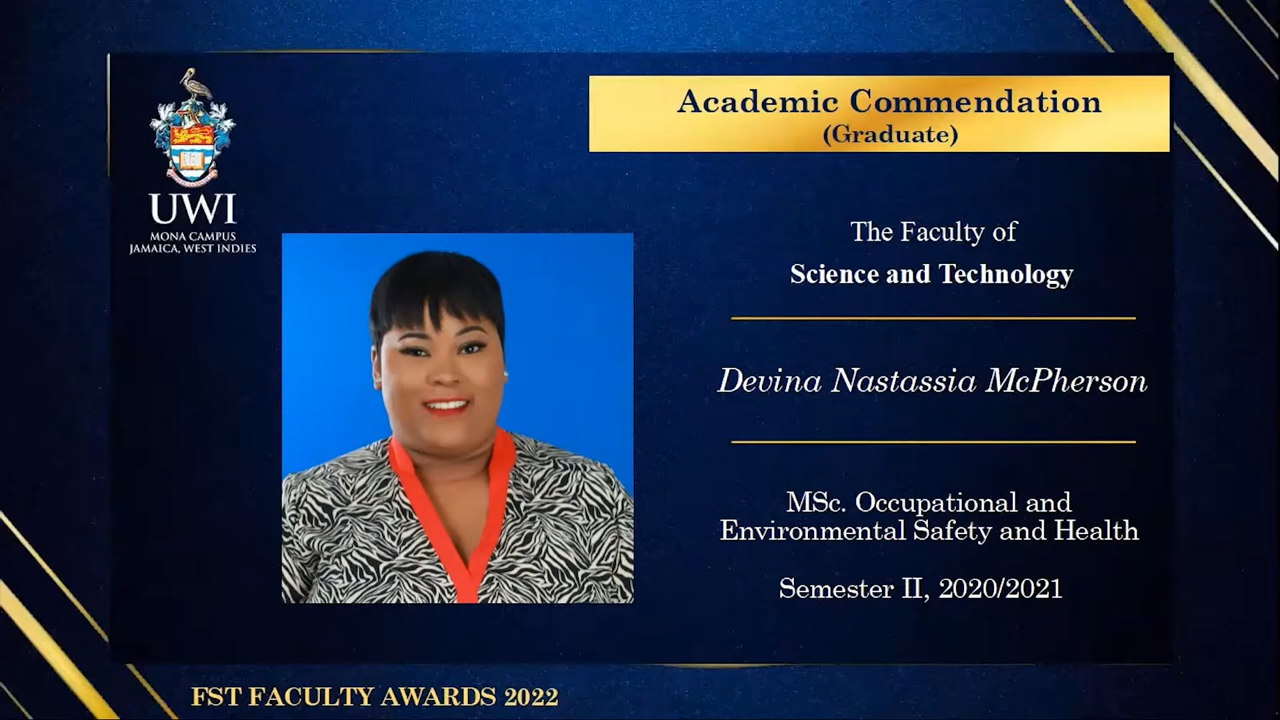 UWI
MONA CAMPUS
JAMAICA, WEST INDIES
Academic Commendation
(Graduate)
The Faculty of
Science and Technology
Devina Nastassia McPherson
MSc. Occupational and
Environmental Safety and Health
Semester II, 2020/2021
FST FACULTY AWARDS 2022